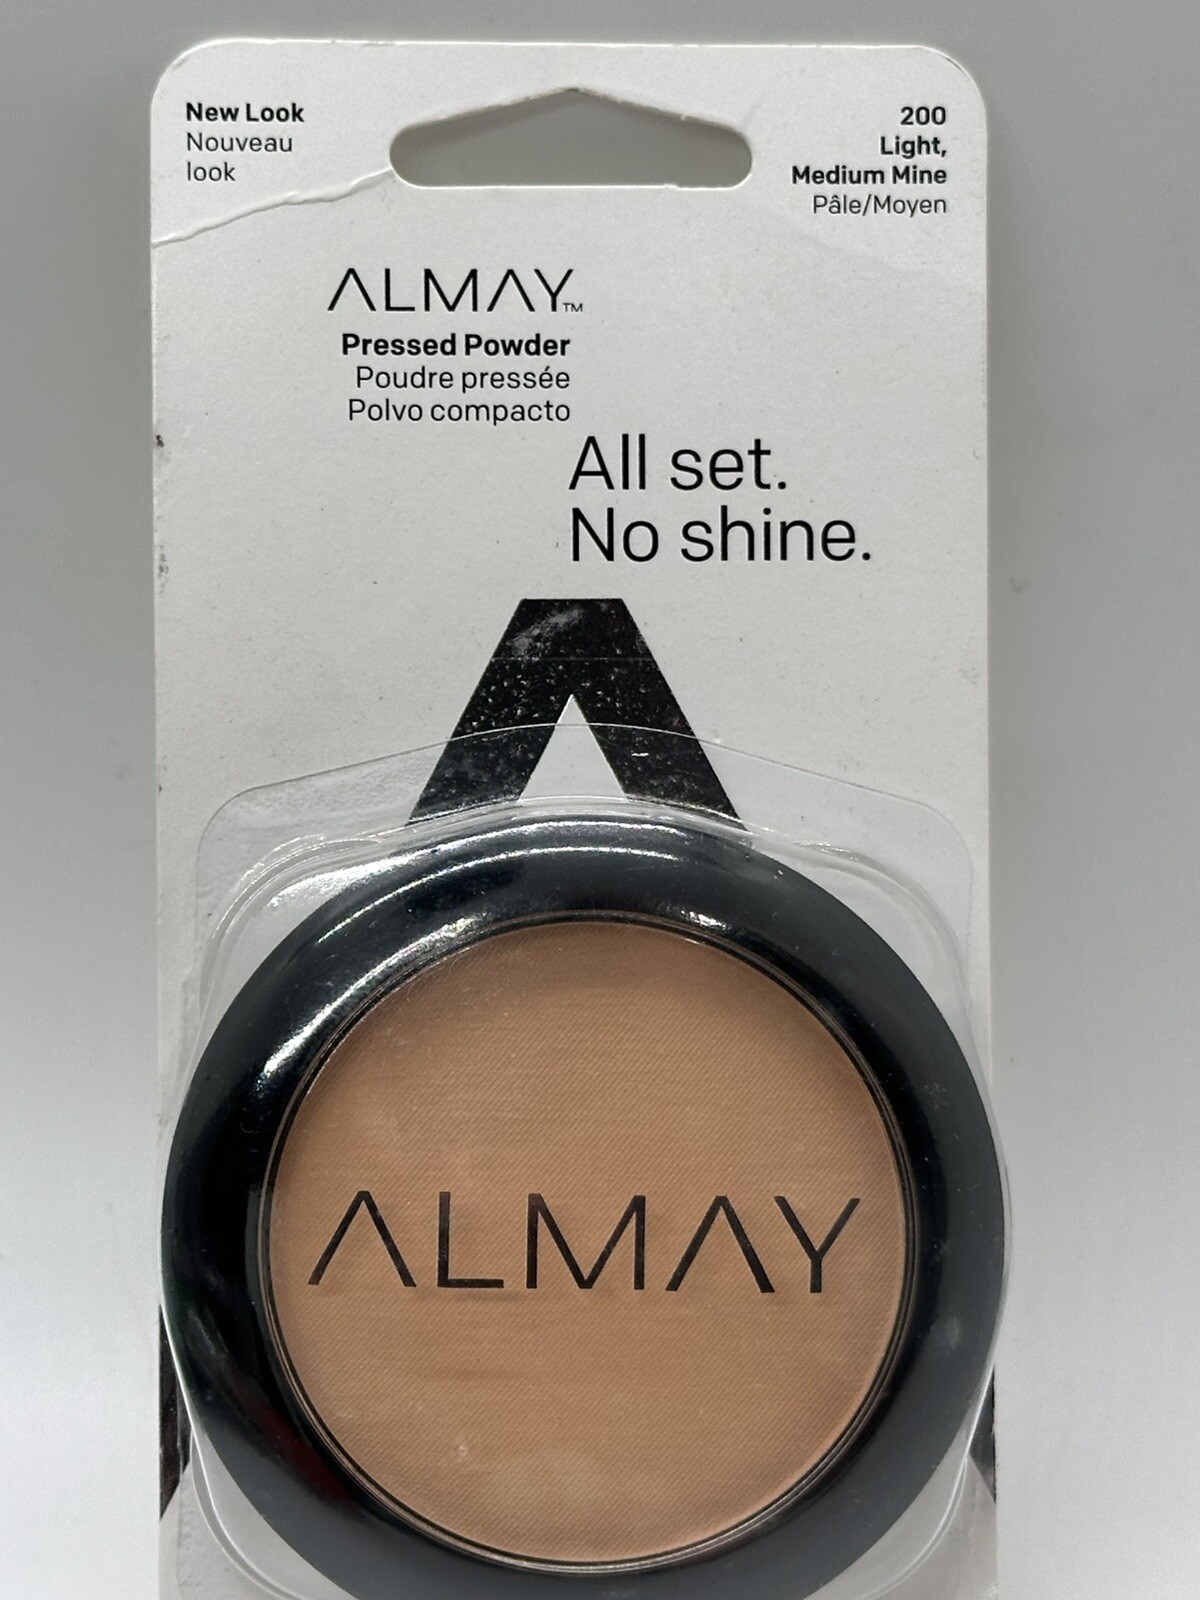 New Look
Nouveau
look
200
Light,
Medium Mine
Pâle/Moyen
ALMAY™
Pressed Powder
Poudre pressée
Polvo compacto
All set.
No shine.
ALMAY